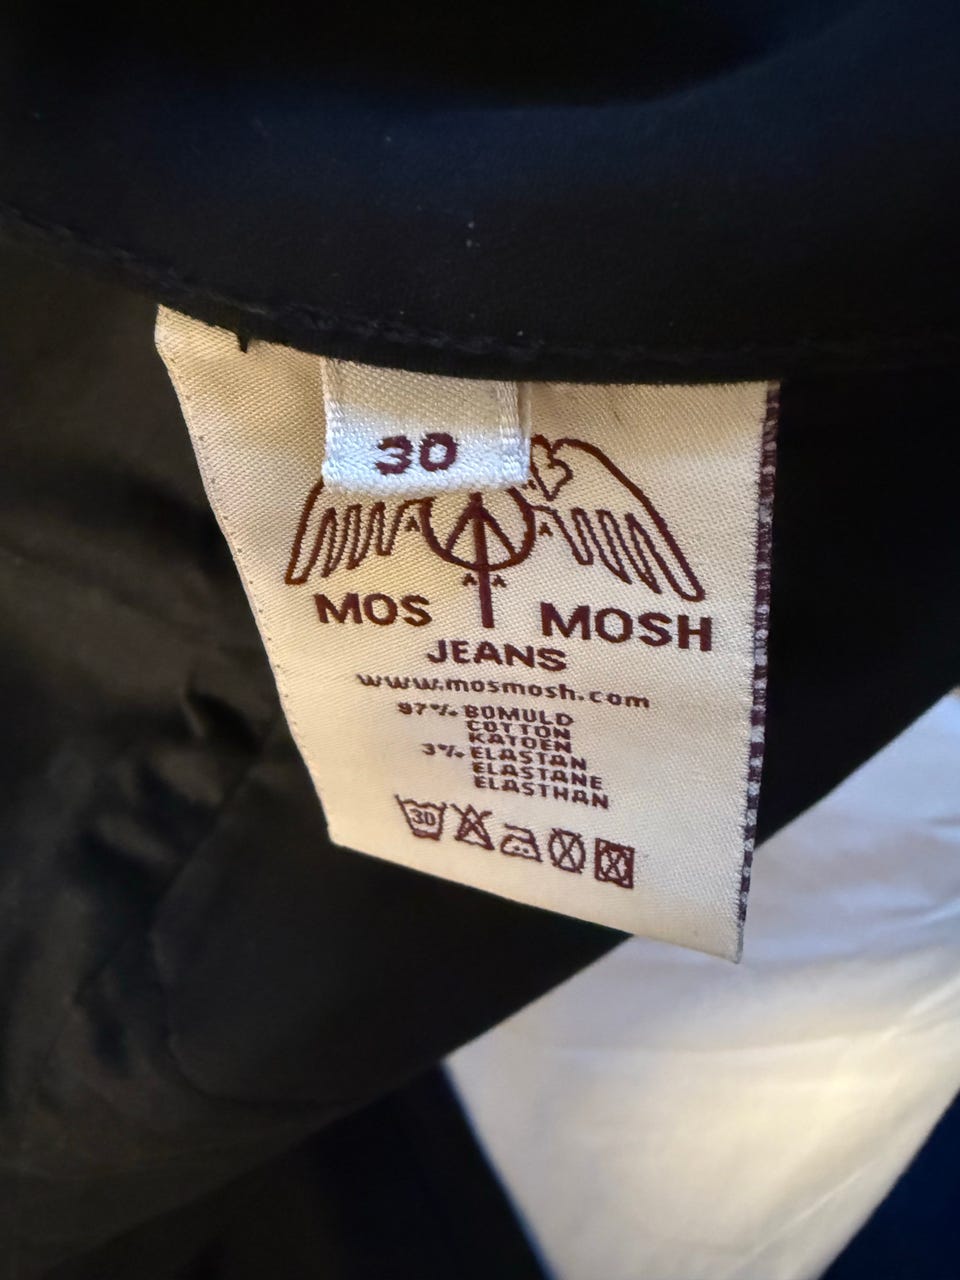 30
MOS MOSH
JEANS
www.mosmosh.com
97% BOMULD
COTTON
KATOEN
3% ELASTAN
ELASTANE
ELASTHAN
30